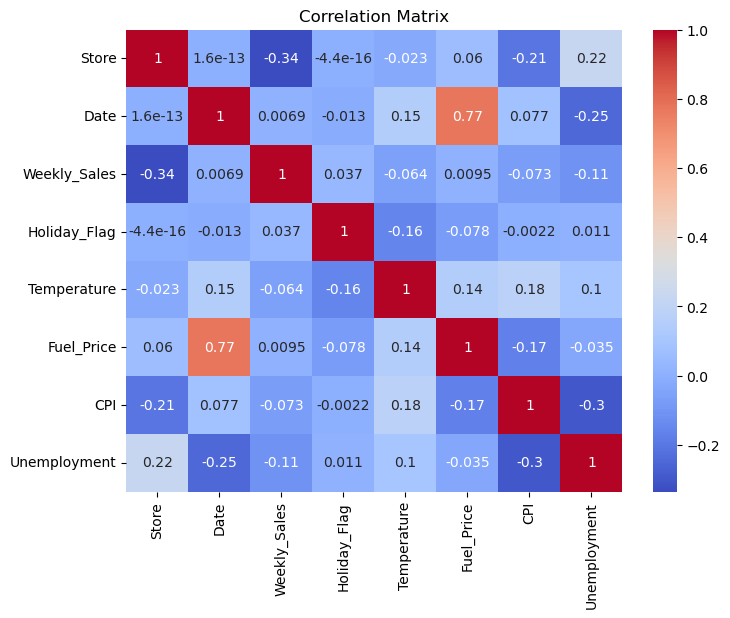 Correlation Matrix
Store 1 1.6e-13 -0.34 -4.4e-16 -0.023 0.06 -0.21 0.22
Date 1.6e-13 1 0.0069 -0.013 0.15 0.77 0.077 -0.25
Weekly_Sales -0.34 0.0069 1 0.037 -0.064 0.0095 -0.073 -0.11
Holiday_Flag -4.4e-16 -0.013 0.037 1 -0.16 -0.078 -0.0022 0.011
Temperature -0.023 0.15 -0.064 -0.16 1 0.14 0.18 0.1
Fuel_Price 0.06 0.77 0.0095 -0.078 0.14 1 -0.17 -0.035
CPI -0.21 0.077 -0.073 -0.0022 0.18 -0.17 1 -0.3
Unemployment 0.22 -0.25 -0.11 0.011 0.1 -0.035 -0.3 1
Store Date Weekly_Sales Holiday_Flag Temperature Fuel_Price CPI Unemployment
1.0
0.8
0.6
0.4
0.2
0.0
−0.2